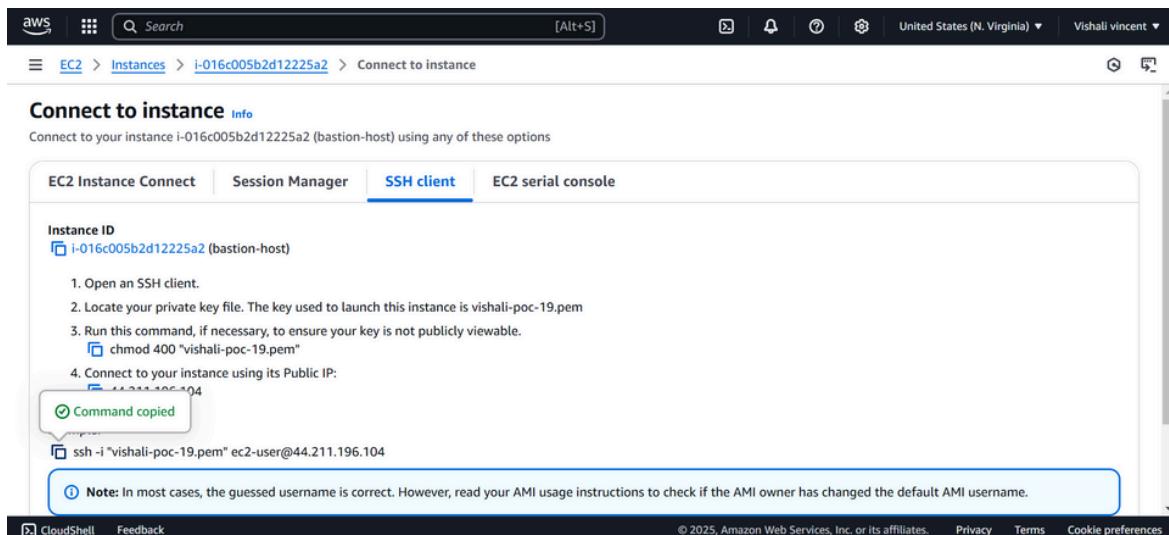 aws Search [Alt+S] United States (N. Virginia) Vishali vincent
EC2 > Instances > i-016c005b2d12225a2 > Connect to instance
Connect to instance Info
Connect to your instance i-016c005b2d12225a2 (bastion-host) using any of these options
EC2 Instance Connect Session Manager SSH client EC2 serial console
Instance ID
i-016c005b2d12225a2 (bastion-host)
1. Open an SSH client.
2. Locate your private key file. The key used to launch this instance is vishali-poc-19.pem
3. Run this command, if necessary, to ensure your key is not publicly viewable.
chmod 400 "vishali-poc-19.pem"
4. Connect to your instance using its Public IP:
44.211.196.104
Command copied
ssh -i "vishali-poc-19.pem" ec2-user@44.211.196.104
Note: In most cases, the guessed username is correct. However, read your AMI usage instructions to check if the AMI owner has changed the default AMI username.
CloudShell Feedback © 2025, Amazon Web Services, Inc. or its affiliates. Privacy Terms Cookie preferences